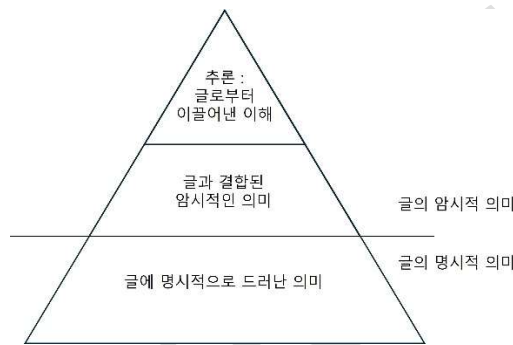 추론 :
글로부터
이끌어낸 이해
글과 결합된
암시적인 의미
글의 암시적 의미
글의 명시적 의미
글에 명시적으로 드러난 의미